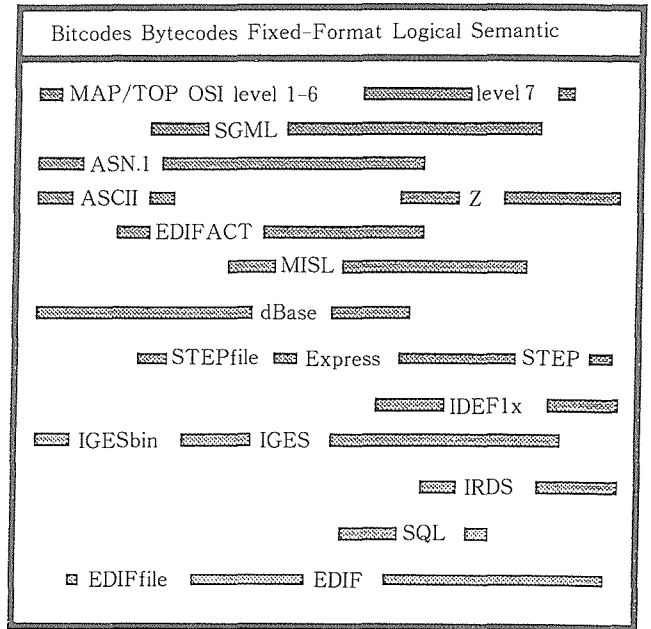 Bitcodes Bytecodes Fixed-Format Logical Semantic
MAP/TOP OSI level 1-6 level 7
SGML
ASN.1
ASCII Z
EDIFACT
MISL
dBase
STEPfile Express STEP
IDEF1x
IGESbin IGES
IRDS
SQL
EDIFfile EDIF